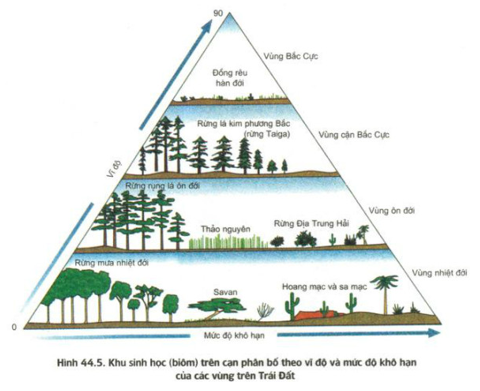 90
Vùng Bắc Cực
Đồng rêu
hàn đới
Rừng lá kim phương Bắc
(rừng Taiga)
Vùng cận Bắc Cực
Vĩ độ
Rừng rụng lá ôn đới
Vùng ôn đới
Thảo nguyên
Rừng Địa Trung Hải
Rừng mưa nhiệt đới
Vùng nhiệt đới
Savan
Hoang mạc và sa mạc
0
Mức độ khô hạn
Hình 44.5. Khu sinh học (biôm) trên cạn phân bố theo vĩ độ và mức độ khô hạn
của các vùng trên Trái Đất